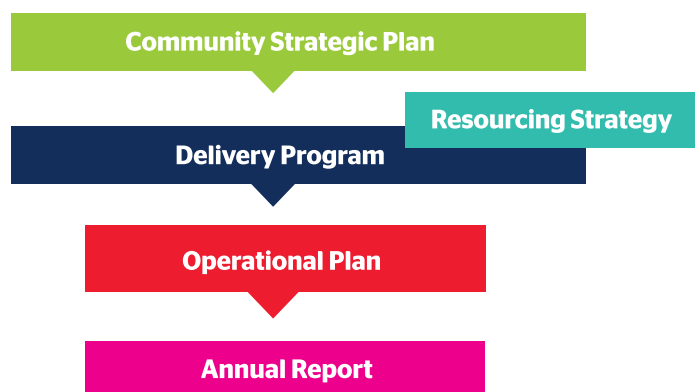 Community Strategic Plan
Resourcing Strategy
Delivery Program
Operational Plan
Annual Report